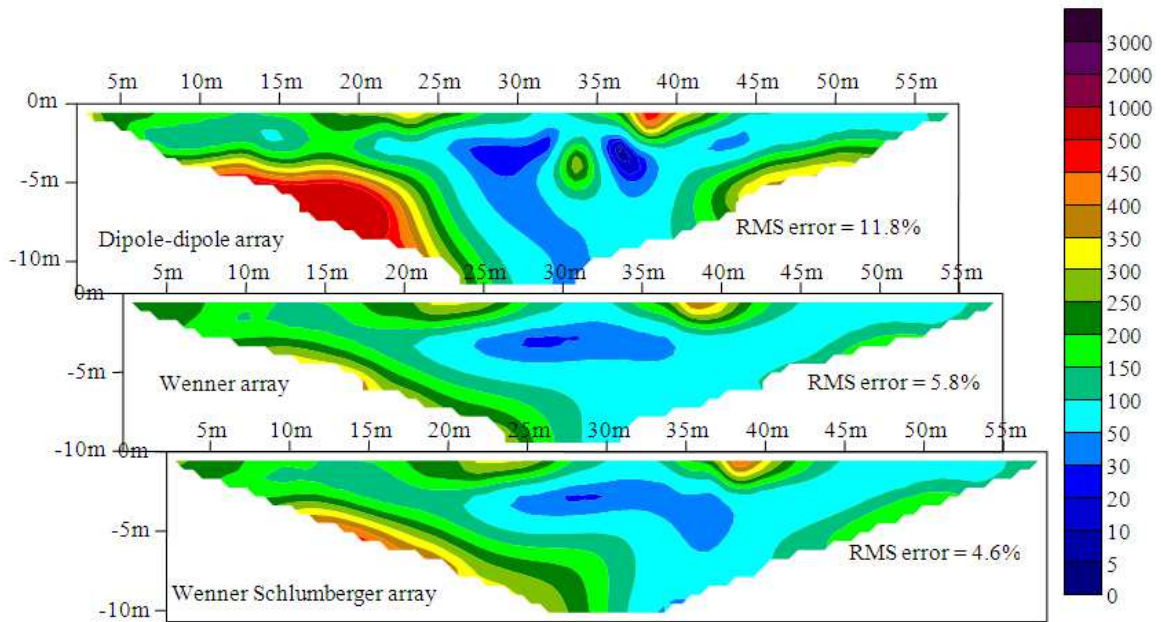 5m 10m 15m 20m 25m 30m 35m 40m 45m 50m 55m
0m
-5m
-10m
Dipole-dipole array
RMS error = 11.8%
5m 10m 15m 20m 25m 30m 35m 40m 45m 50m 55m
0m
-5m
-10m
Wenner array
RMS error = 5.8%
5m 10m 15m 20m 25m 30m 35m 40m 45m 50m 55m
0m
-5m
-10m
Wenner Schlumberger array
RMS error = 4.6%
3000
2000
1000
500
450
400
350
300
250
200
150
100
50
30
20
10
5
0